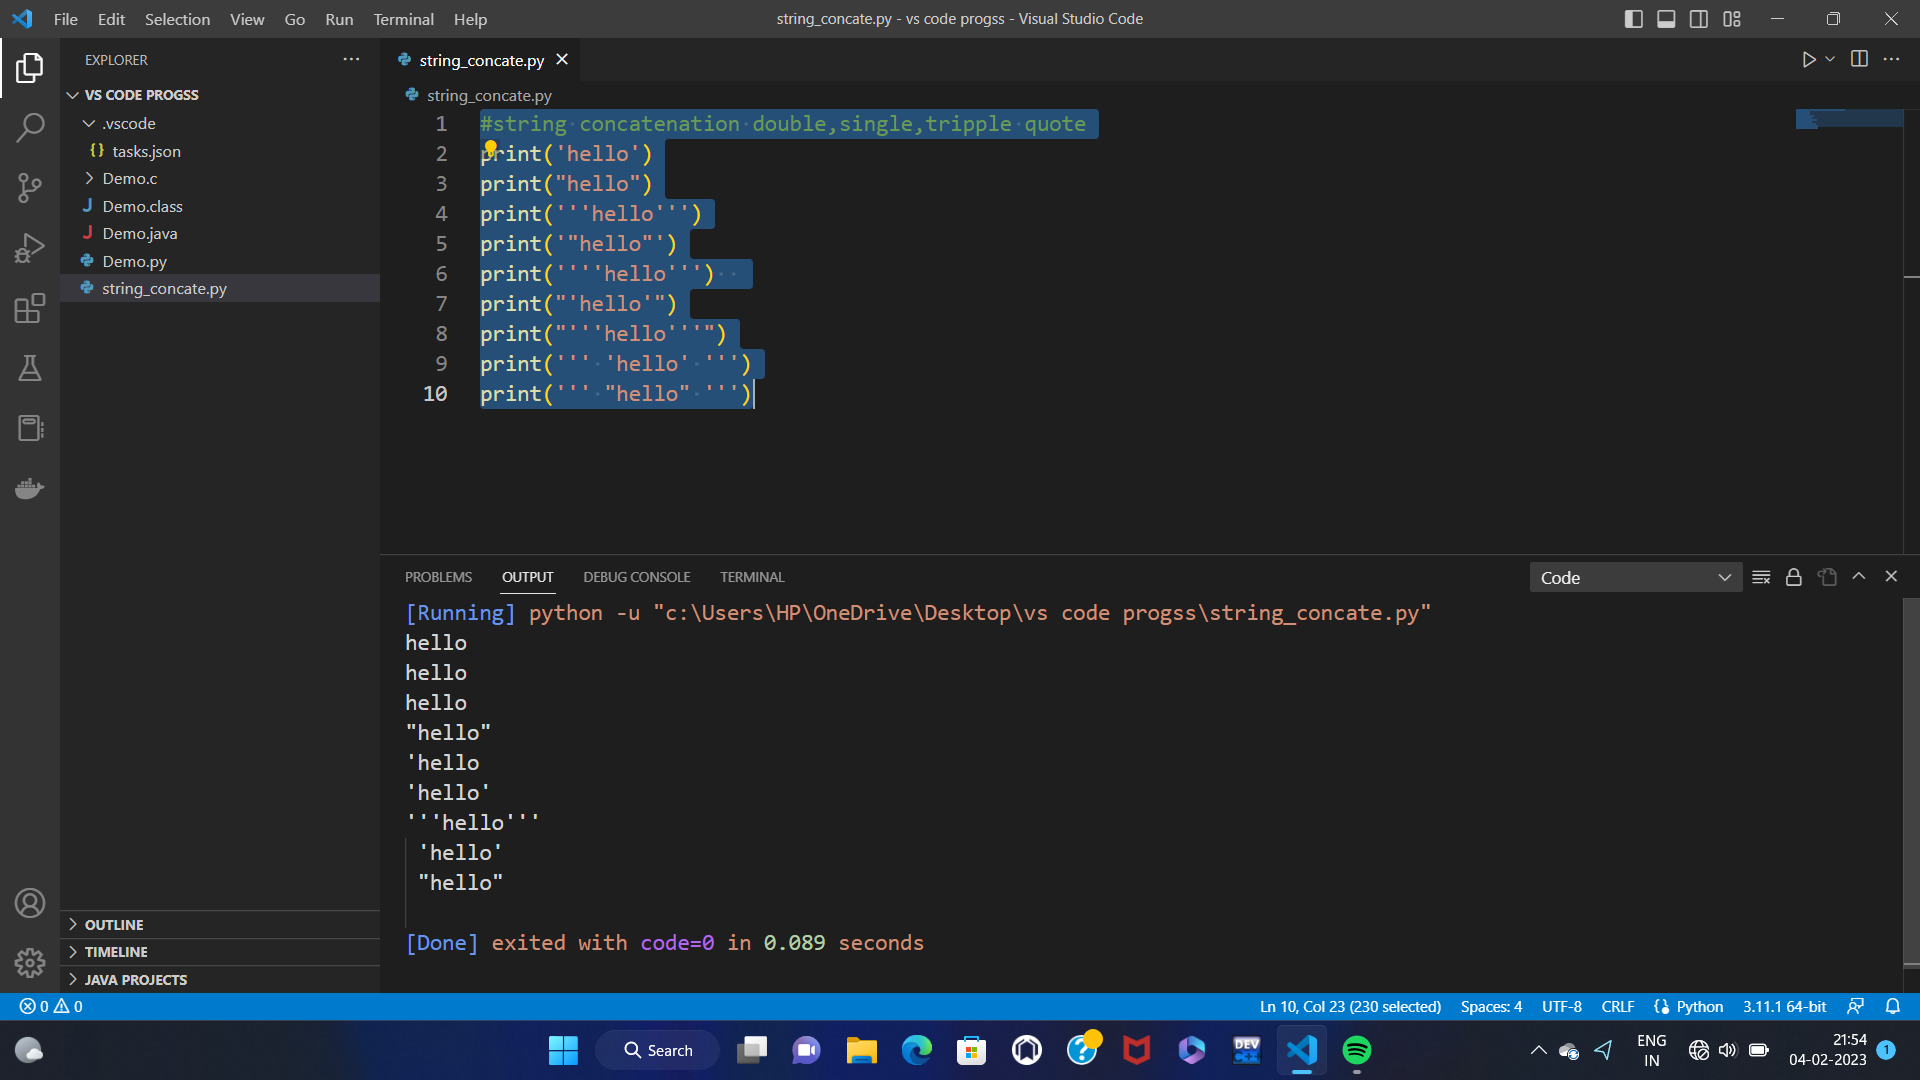 File Edit Selection View Go Run Terminal Help
string_concate.py - vs code progss - Visual Studio Code
EXPLORER
VS CODE PROGSS
.vscode
{} tasks.json
Demo.c
J Demo.class
J Demo.java
Demo.py
string_concate.py
OUTLINE
TIMELINE
JAVA PROJECTS
string_concate.py
string_concate.py
1 #string concatenation double,single,tripple quote
2 print('hello')
3 print("hello")
4 print('''hello''')
5 print('"hello"')
6 print(''''hello''')
7 print("'hello'")
8 print("'''hello'''")
9 print(''' 'hello' ''')
10 print(''' "hello" ''')
PROBLEMS OUTPUT DEBUG CONSOLE TERMINAL
Code
[Running] python -u "c:\Users\HP\OneDrive\Desktop\vs code progss\string_concate.py"
hello
hello
hello
"hello"
'hello
'hello'
'''hello'''
 'hello'
 "hello"
[Done] exited with code=0 in 0.089 seconds
0 0
Ln 10, Col 23 (230 selected) Spaces: 4 UTF-8 CRLF {} Python 3.11.1 64-bit
Search
DEV
C++
ENG
IN
21:54
04-02-2023
1